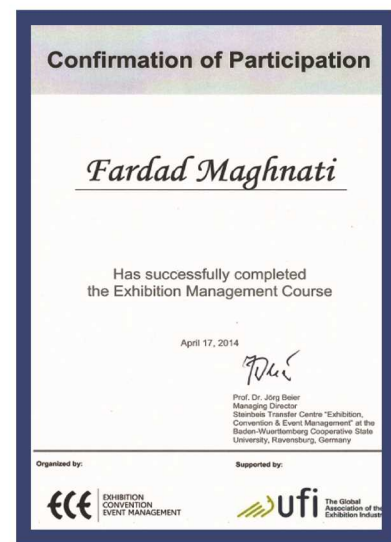 Confirmation of Participation
Fardad Maghnati
Has successfully completed
the Exhibition Management Course
April 17, 2014
Prof. Dr. Jörg Beier
Managing Director
Steinbeis Transfer Centre "Exhibition,
Convention & Event Management" at the
Baden-Wuerttemberg Cooperative State
University, Ravensburg, Germany
Organized by:
Supported by:
ECE
EXHIBITION
CONVENTION
EVENT MANAGEMENT
ufi
The Global
Association of the
Exhibition Indust